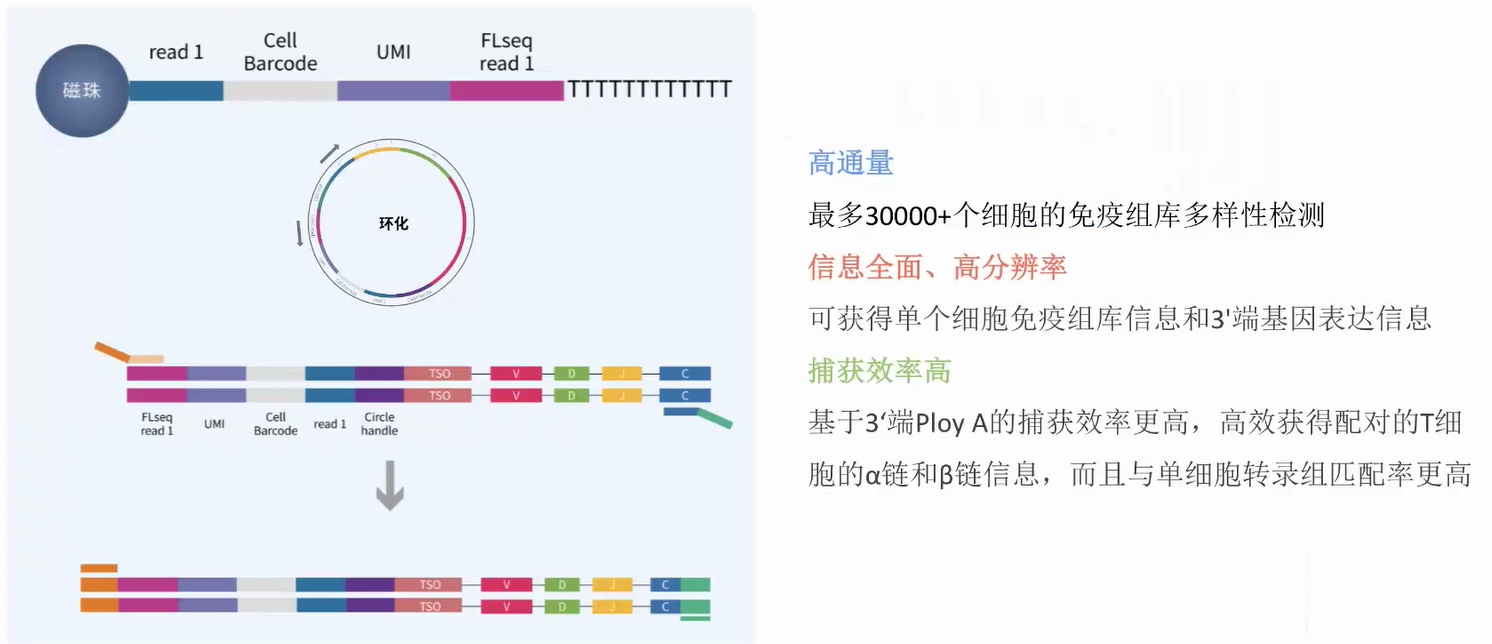 read 1
Cell
Barcode
UMI
FLseq
read 1
磁珠
TTTTTTTTTTTT
环化
TSO V D J C
TSO V D J C
FLseq
read 1
UMI
Cell
Barcode
read 1
Circle
handle
TSO V D J C
TSO V D J C
高通量
最多30000+个细胞的免疫组库多样性检测
信息全面、高分辨率
可获得单个细胞免疫组库信息和3'端基因表达信息
捕获效率高
基于3‘端Ploy A的捕获效率更高，高效获得配对的T细
胞的α链和β链信息，而且与单细胞转录组匹配率更高